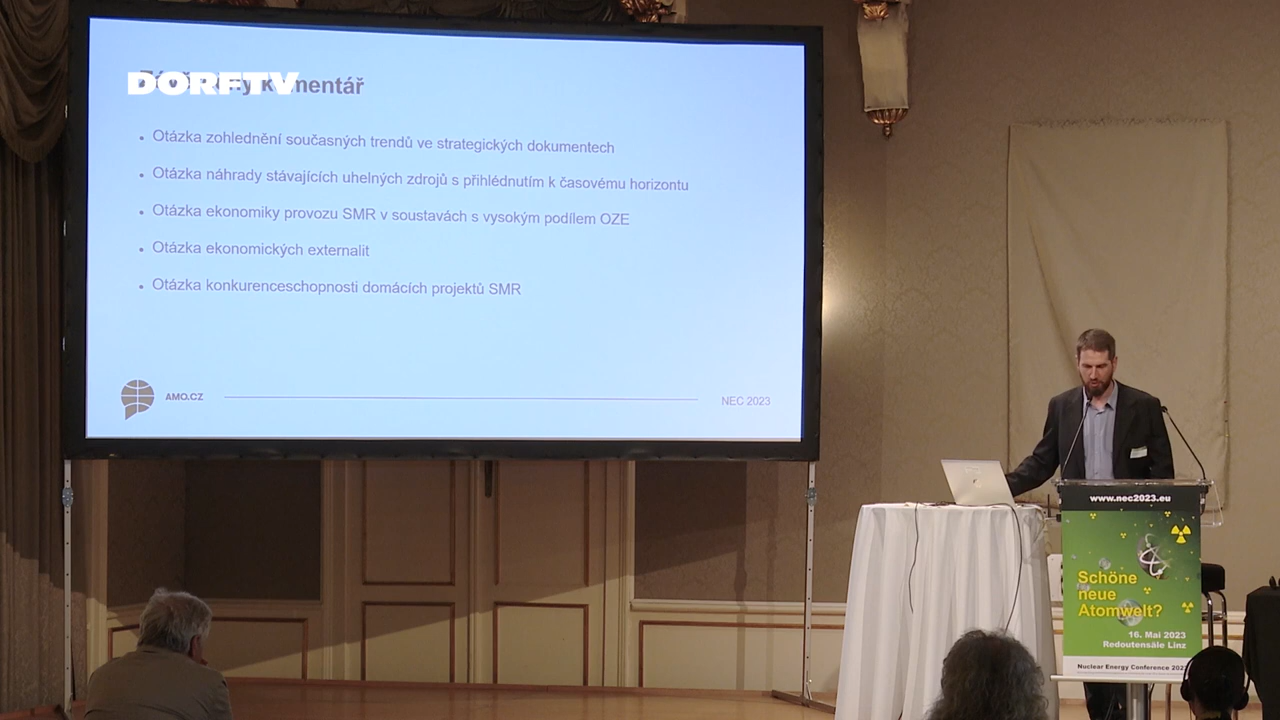 DORFTV
komentář
• Otázka zohlednění současných trendů ve strategických dokumentech
• Otázka náhrady stávajících uhelných zdrojů s přihlédnutím k časovému horizontu
• Otázka ekonomiky provozu SMR v soustavách s vysokým podílem OZE
• Otázka ekonomických externalit
• Otázka konkurenceschopnosti domácích projektů SMR
AMO.CZ
NEC 2023
www.nec2023.eu
Schöne
neue
Atomwelt?
16. Mai 2023
Redoutensäle Linz
Nuclear Energy Conference 2023